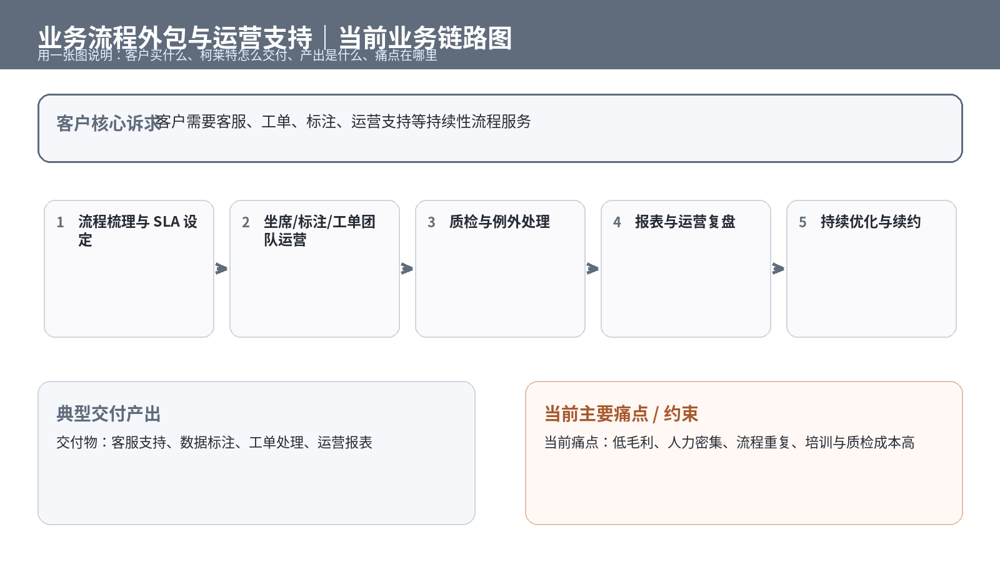 业务流程外包与运营支持｜当前业务链路图
用一张图说明：客户买什么、柯莱特怎么交付、产出是什么、痛点在哪里
客户核心诉求
客户需要客服、工单、标注、运营支持等持续性流程服务
1 流程梳理与 SLA 设
定
2 坐席/标注/工单团
队运营
3 质检与例外处理
4 报表与运营复盘
5 持续优化与续约
典型交付产出
交付物：客服支持、数据标注、工单处理、运营报表
当前主要痛点 / 约束
当前痛点：低毛利、人力密集、流程重复、培训与质检成本高